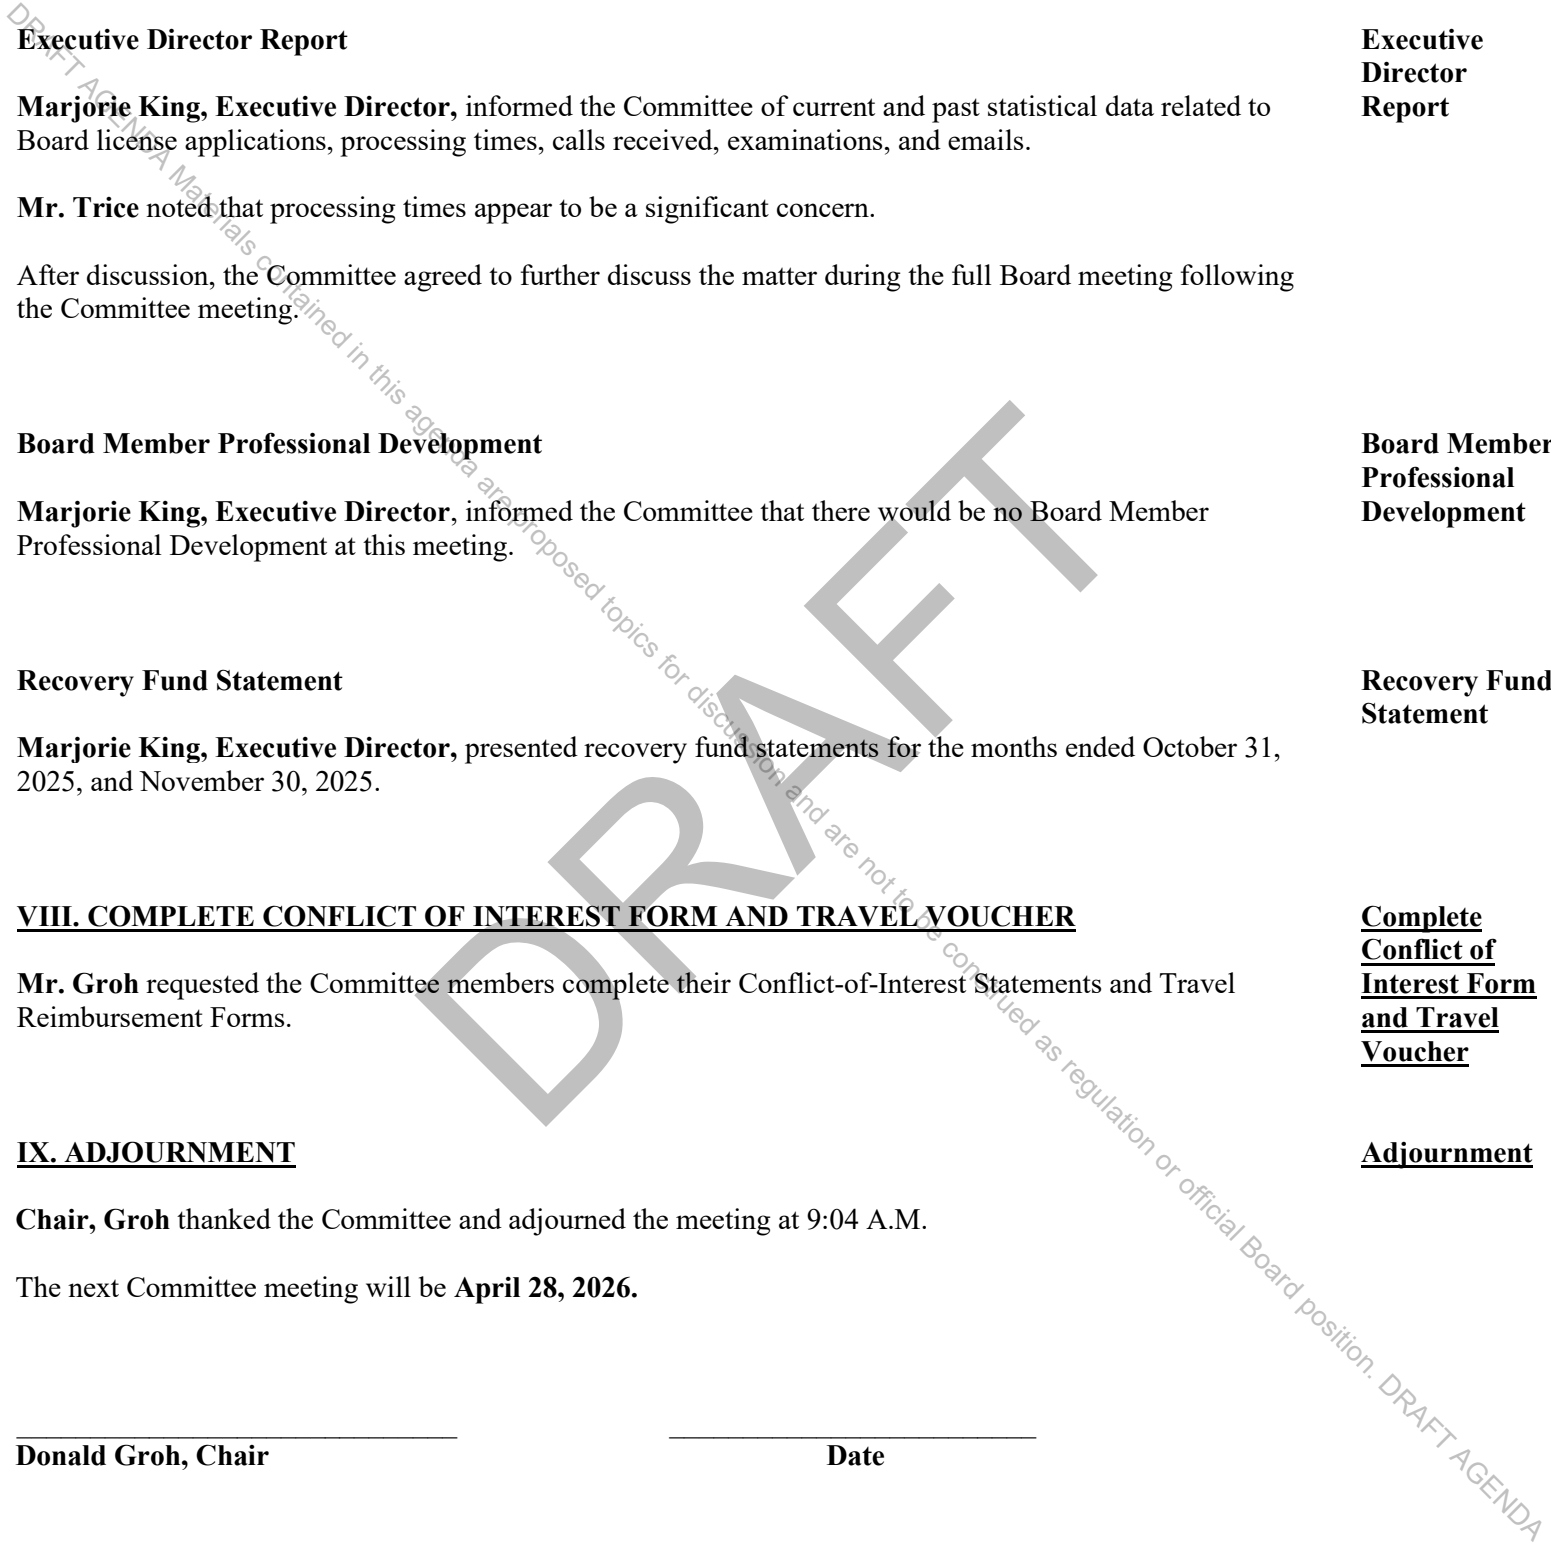 Executive Director Report
Executive
Director
Report
Marjorie King, Executive Director, informed the Committee of current and past statistical data related to
Board license applications, processing times, calls received, examinations, and emails.
Mr. Trice noted that processing times appear to be a significant concern.
After discussion, the Committee agreed to further discuss the matter during the full Board meeting following
the Committee meeting.
Board Member Professional Development
Board Member
Professional
Development
Marjorie King, Executive Director, informed the Committee that there would be no Board Member
Professional Development at this meeting.
Recovery Fund Statement
Recovery Fund
Statement
Marjorie King, Executive Director, presented recovery fund statements for the months ended October 31,
2025, and November 30, 2025.
VIII. COMPLETE CONFLICT OF INTEREST FORM AND TRAVEL VOUCHER
Complete
Conflict of
Interest Form
and Travel
Voucher
Mr. Groh requested the Committee members complete their Conflict-of-Interest Statements and Travel
Reimbursement Forms.
IX. ADJOURNMENT
Adjournment
Chair, Groh thanked the Committee and adjourned the meeting at 9:04 A.M.
The next Committee meeting will be April 28, 2026.
Donald Groh, Chair
Date
DRAFT
DRAFT AGENDA Materials contained in this agenda are proposed topics for discussion and are not to be construed as regulation or official Board position. DRAFT AGENDA